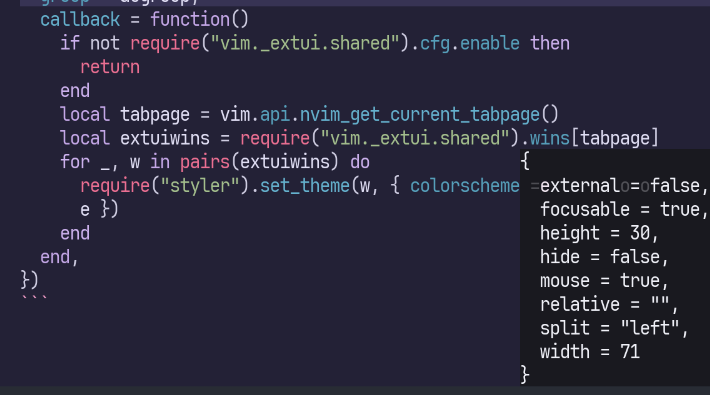 callback = function()
if not require("vim._extui.shared").cfg.enable then
return
end
local tabpage = vim.api.nvim_get_current_tabpage()
local extuiwins = require("vim._extui.shared").wins[tabpage]
for _, w in pairs(extuiwins) do
require("styler").set_theme(w, { colorscheme =
e })
end
end,
})
```
{
external = false,
focusable = true,
height = 30,
hide = false,
mouse = true,
relative = "",
split = "left",
width = 71
}